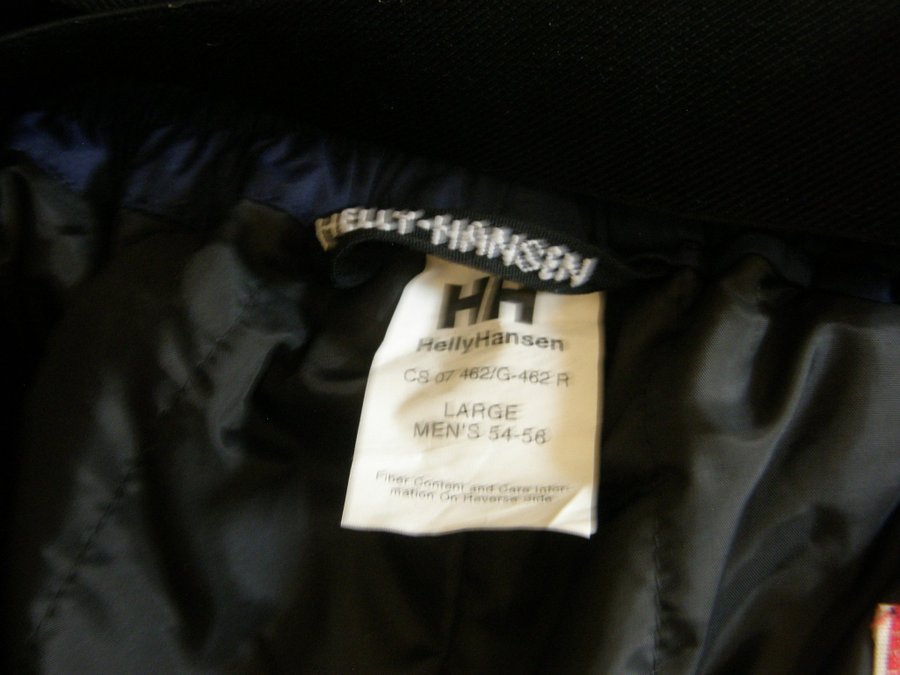 HELLY-HANSEN
HH
HellyHansen
CS 07 462/G-462 R
LARGE
MEN'S 54-56
Fiber Content and Care Infor-
mation On Reverse side